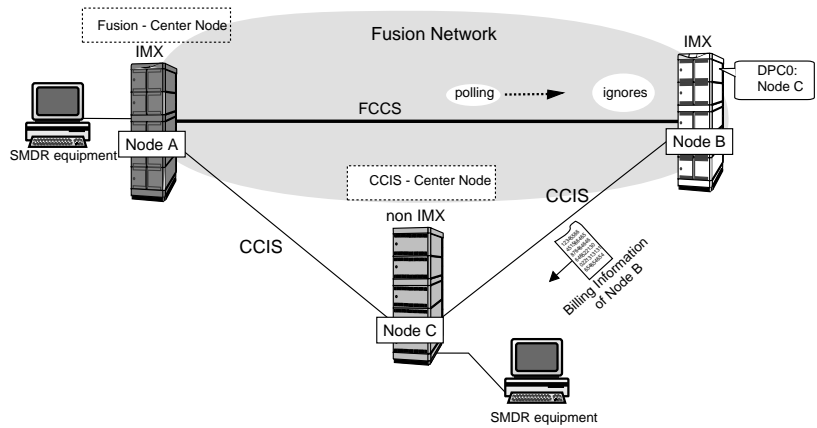 Fusion - Center Node
Fusion Network
IMX
IMX
DPC0:
Node C
polling
ignores
FCCS
Node A
SMDR equipment
Node B
CCIS - Center Node
CCIS
non IMX
CCIS
Billing Information
of Node B
Node C
SMDR equipment